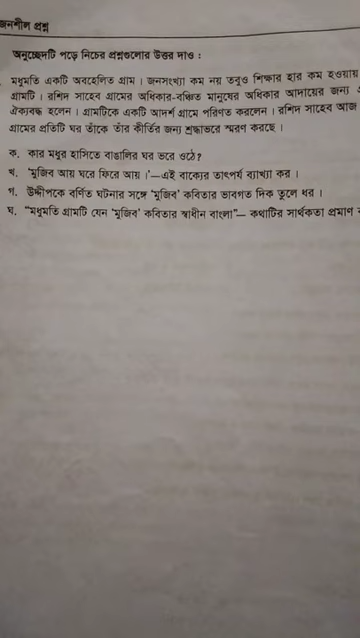 জনশীল প্রশ্ন
অনুচ্ছেদটি পড়ে নিচের প্রশ্নগুলোর উত্তর দাও :
মধুমতি একটি অবহেলিত গ্রাম। জনসংখ্যা কম নয় তবুও শিক্ষার হার কম হওয়ায়
গ্রামটি। রশিদ সাহেব গ্রামের অধিকার-বঞ্চিত মানুষের অধিকার আদায়ের জন্য
ঐক্যবদ্ধ হলেন। গ্রামটিকে একটি আদর্শ গ্রামে পরিণত করলেন। রশিদ সাহেব আজ
গ্রামের প্রতিটি ঘর তাঁকে তাঁর কীর্তির জন্য শ্রদ্ধাভরে স্মরণ করছে।
ক. কার মধুর হাসিতে বাঙালির ঘর ভরে ওঠে?
খ. 'মুজিব আয় ঘরে ফিরে আয়।'—এই বাক্যের তাৎপর্য ব্যাখ্যা কর।
গ. উদ্দীপকে বর্ণিত ঘটনার সঙ্গে 'মুজিব' কবিতার ভাবগত দিক তুলে ধর।
ঘ. "মধুমতি গ্রামটি যেন 'মুজিব' কবিতার স্বাধীন বাংলা"— কথাটির সার্থকতা প্রমাণ